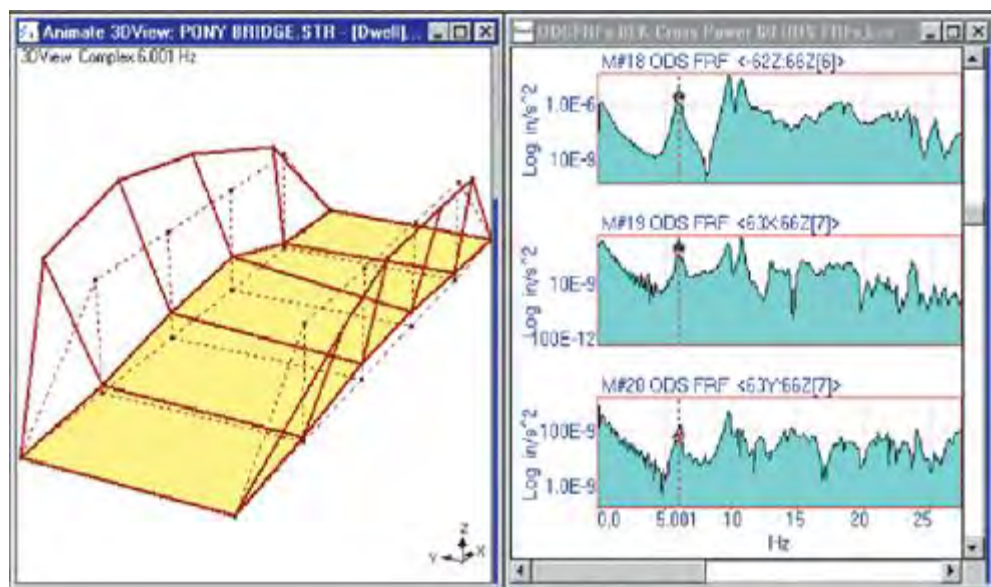 Animate 3DView: PONY BRIDGE.STR - [Dwell]...
3DView Complex 6.001 Hz
Z
Y
X
M#18 ODS FRF <-62Z:66Z[6]>
Log in/s^2
1.0E-6
10E-9
M#19 ODS FRF <63X:66Z[7]>
Log in/s^2
10E-9
100E-12
M#20 ODS FRF <63Y:66Z[7]>
Log in/s^2
100E-9
1.0E-9
0.0
10
15
20
25
Hz